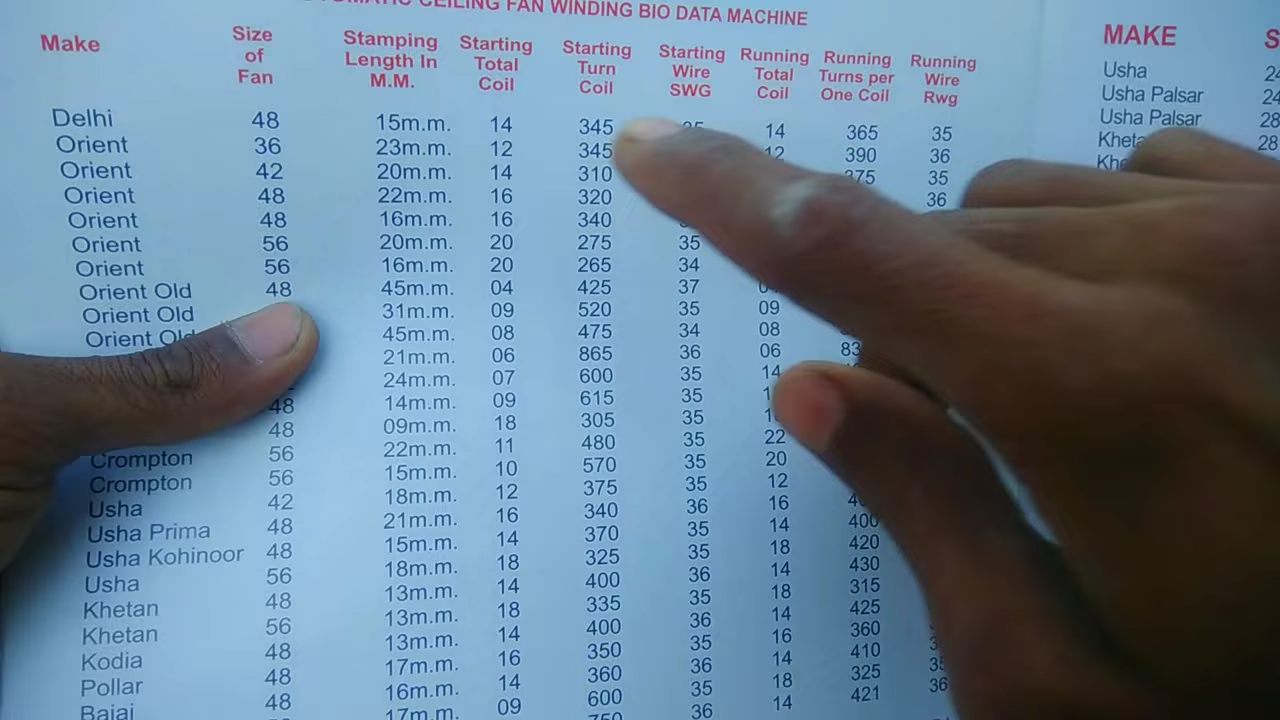 CEILING FAN WINDING BIO DATA MACHINE
Make Size of Fan Stamping Length In M.M. Starting Total Coil Starting Turn Coil Starting Wire SWG Running Total Coil Running Turns per One Coil Running Wire Rwg
Delhi 48 15m.m. 14 345 14 365 35
Orient 36 23m.m. 12 345 12 390 36
Orient 42 20m.m. 14 310 375 35
Orient 48 22m.m. 16 320 36
Orient 48 16m.m. 16 340
Orient 56 20m.m. 20 275 35
Orient 56 16m.m. 20 265 34
Orient Old 48 45m.m. 04 425 37 04
Orient Old 31m.m. 09 520 35 09
Orient Old 45m.m. 08 475 34 08
21m.m. 06 865 36 06
24m.m. 07 600 35 14
48 14m.m. 09 615 35
48 09m.m. 18 305 35
Crompton 56 22m.m. 11 480 35 22
Crompton 56 15m.m. 10 570 35 20
Usha 42 18m.m. 12 375 35 12
Usha Prima 48 21m.m. 16 340 36 16
Usha Kohinoor 48 15m.m. 14 370 35 14 400
Usha 56 18m.m. 18 325 35 18 420
Khetan 48 13m.m. 14 400 36 14 430
Khetan 56 13m.m. 18 335 35 18 315
Kodia 48 13m.m. 14 400 36 14 425
Pollar 48 17m.m. 16 350 35 16 360
Bajaj 48 16m.m. 14 360 36 14 410
17m.m. 09 600 35 18 325
750 36 14 421 36
MAKE
Usha
Usha Palsar
Usha Palsar